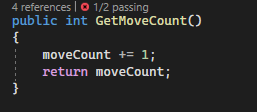 4 references | 1/2 passing
public int GetMoveCount()
{
    moveCount += 1;
    return moveCount;
}